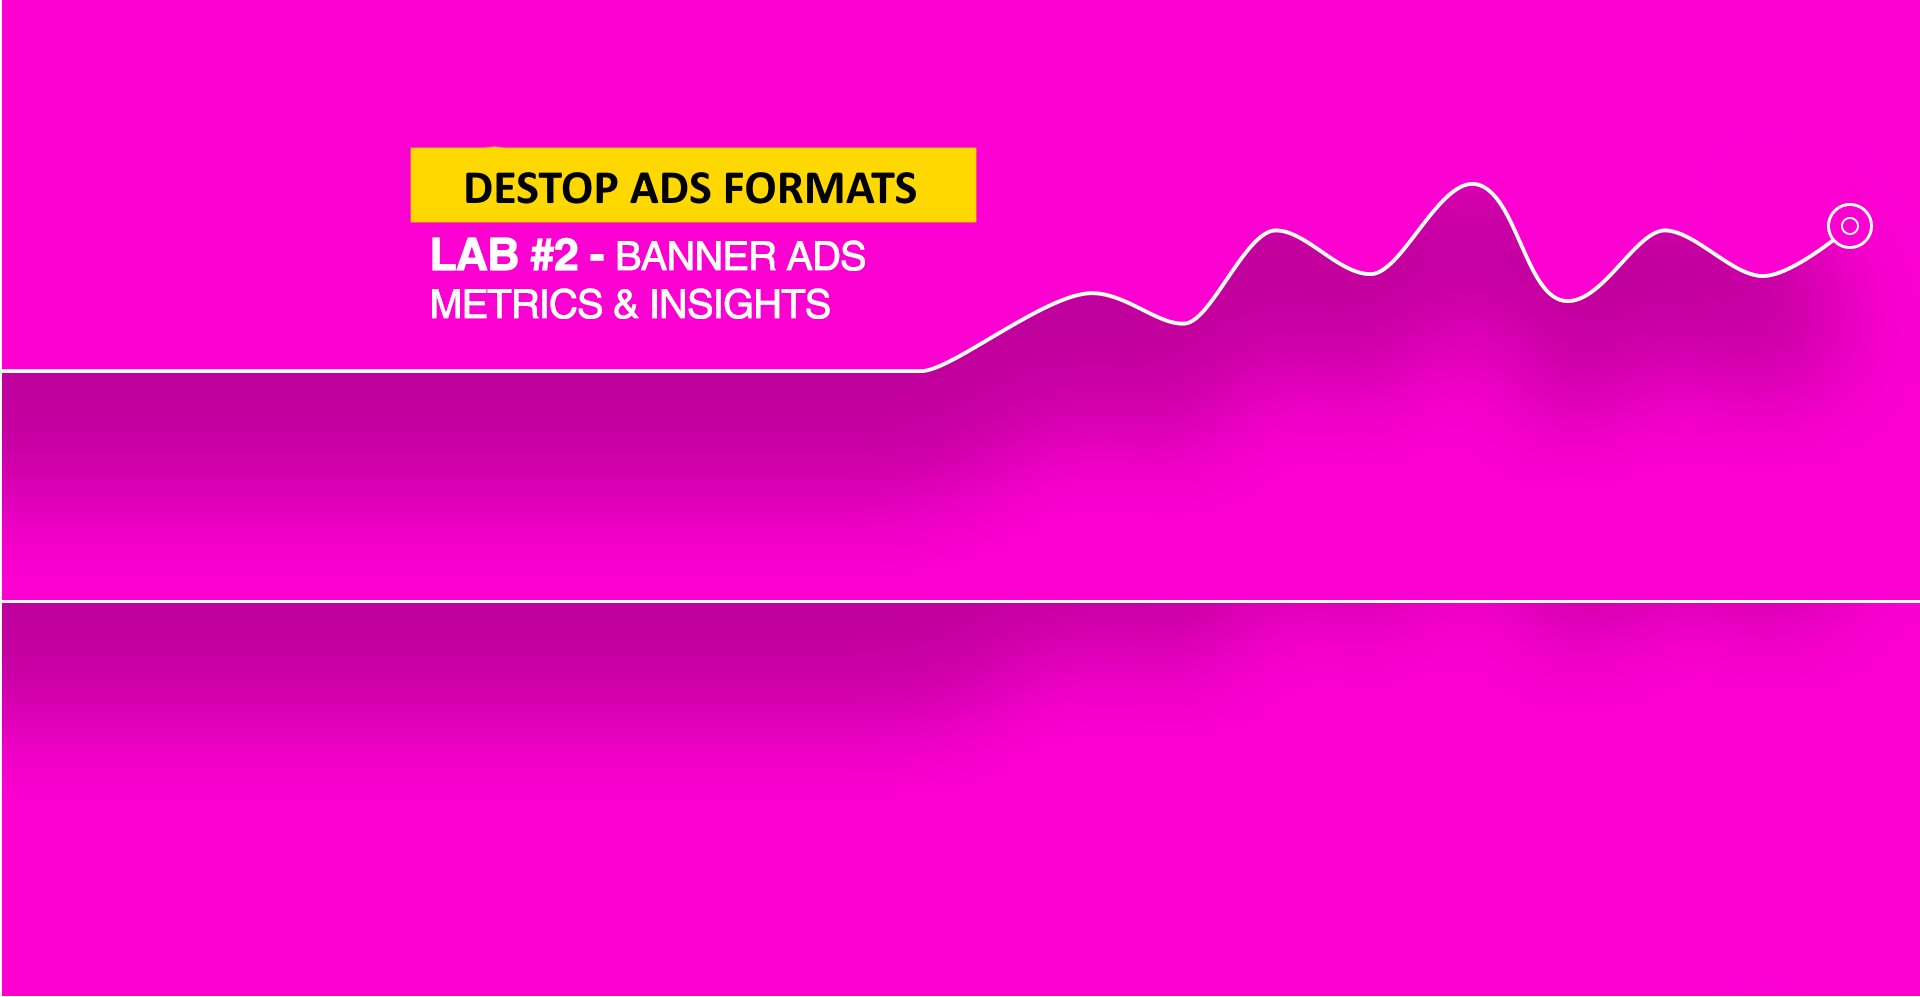 DESTOP ADS FORMATS
LAB #2 - BANNER ADS
METRICS & INSIGHTS